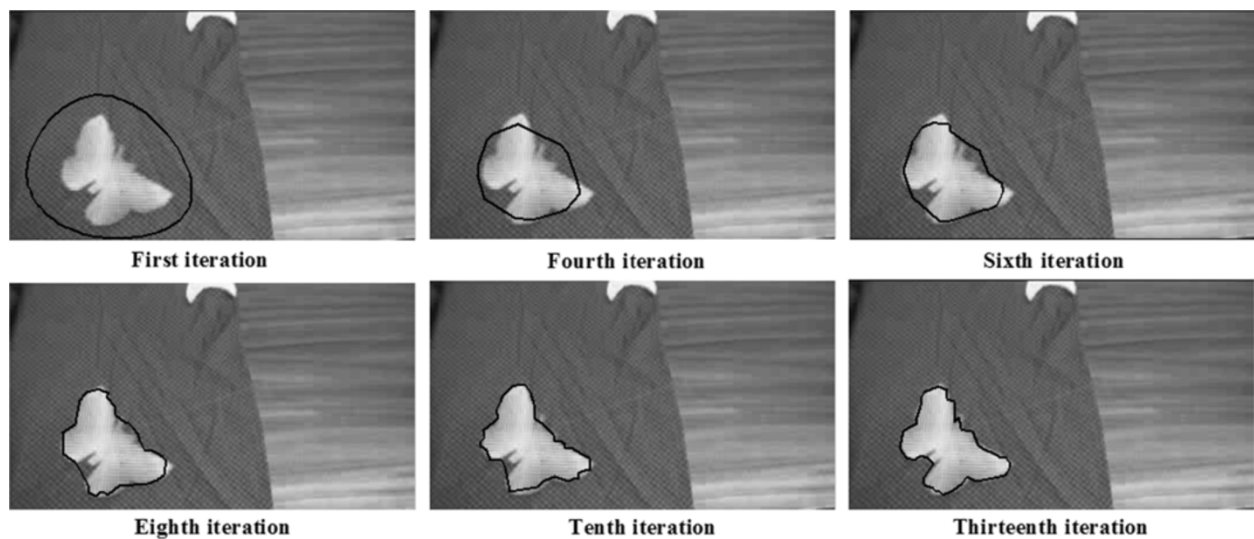 First iteration
Fourth iteration
Sixth iteration
Eighth iteration
Tenth iteration
Thirteenth iteration